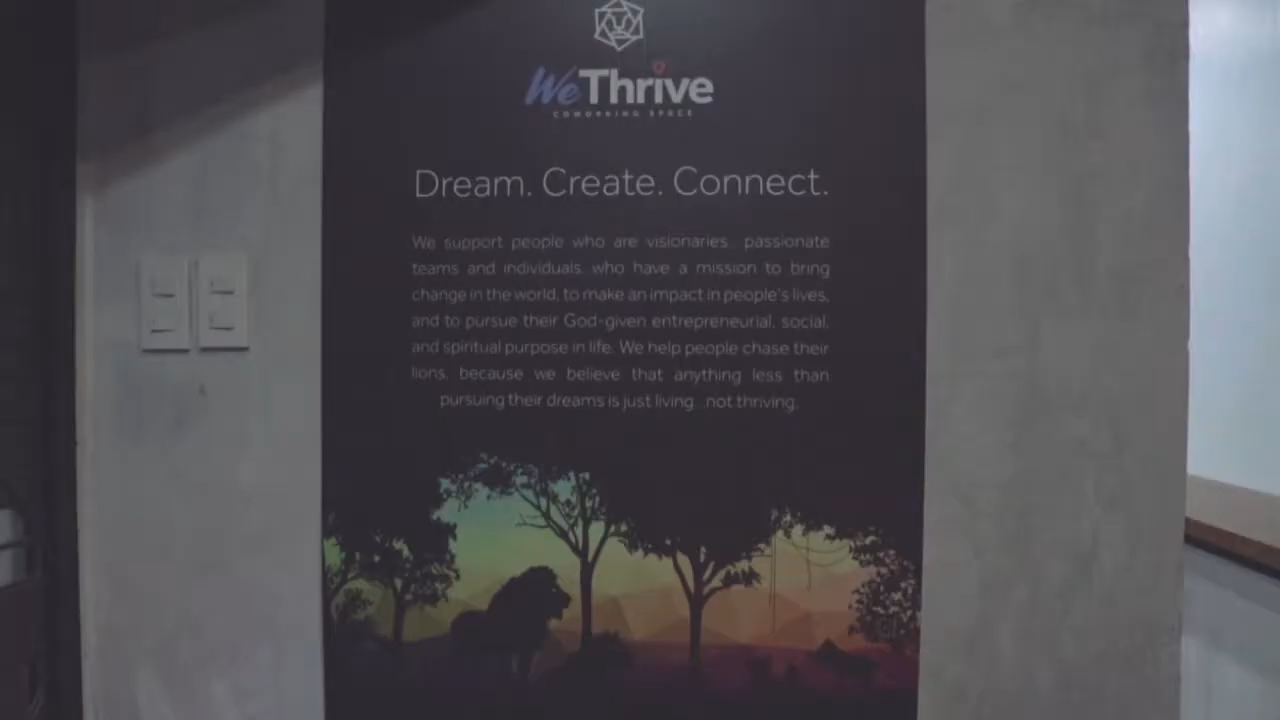 WeThrive
COWORKING SPACE
Dream. Create. Connect.
We support people who are visionaries, passionate
teams and individuals, who have a mission to bring
change in the world, to make an impact in people's lives,
and to pursue their God-given entrepreneurial, social,
and spiritual purpose in life. We help people chase their
lions, because we believe that anything less than
pursuing their dreams is just living...not thriving.